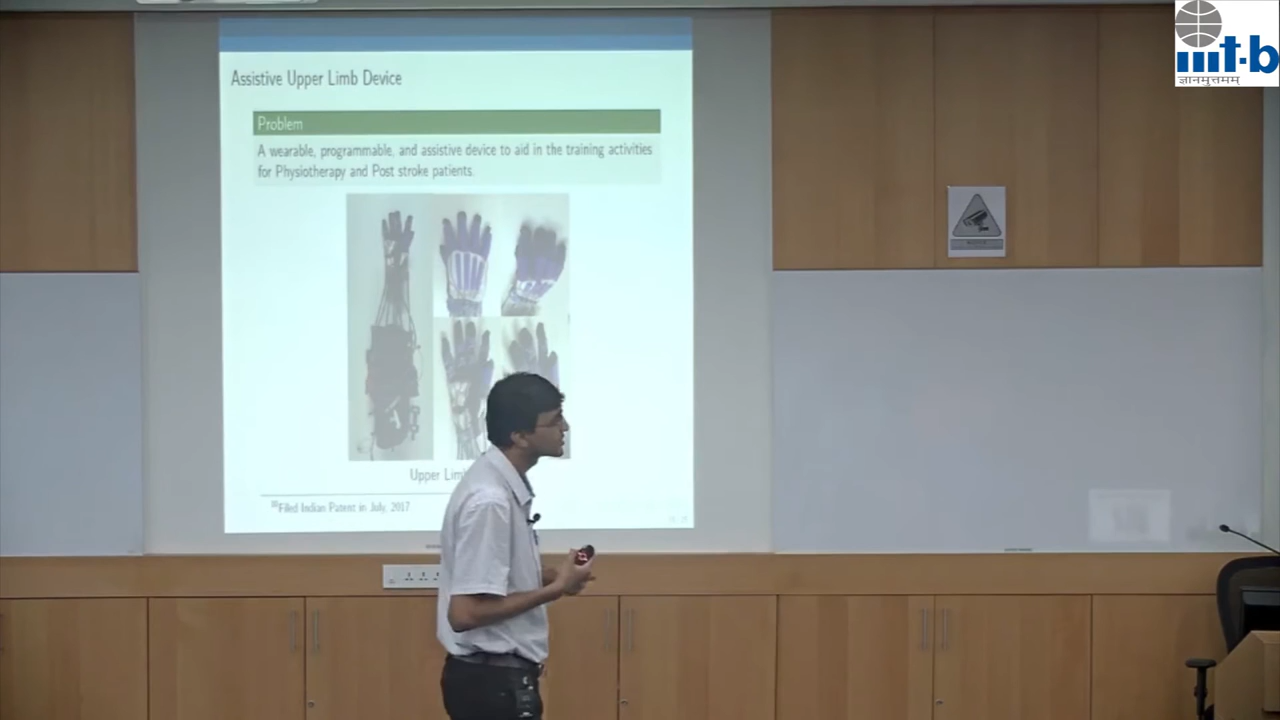 iiit-b
ज्ञानमुत्तमम्
Assistive Upper Limb Device
Problem
A wearable, programmable, and assistive device to aid in the training activities
for Physiotherapy and Post stroke patients.
Upper Limb
Filed Indian Patent in July, 2017